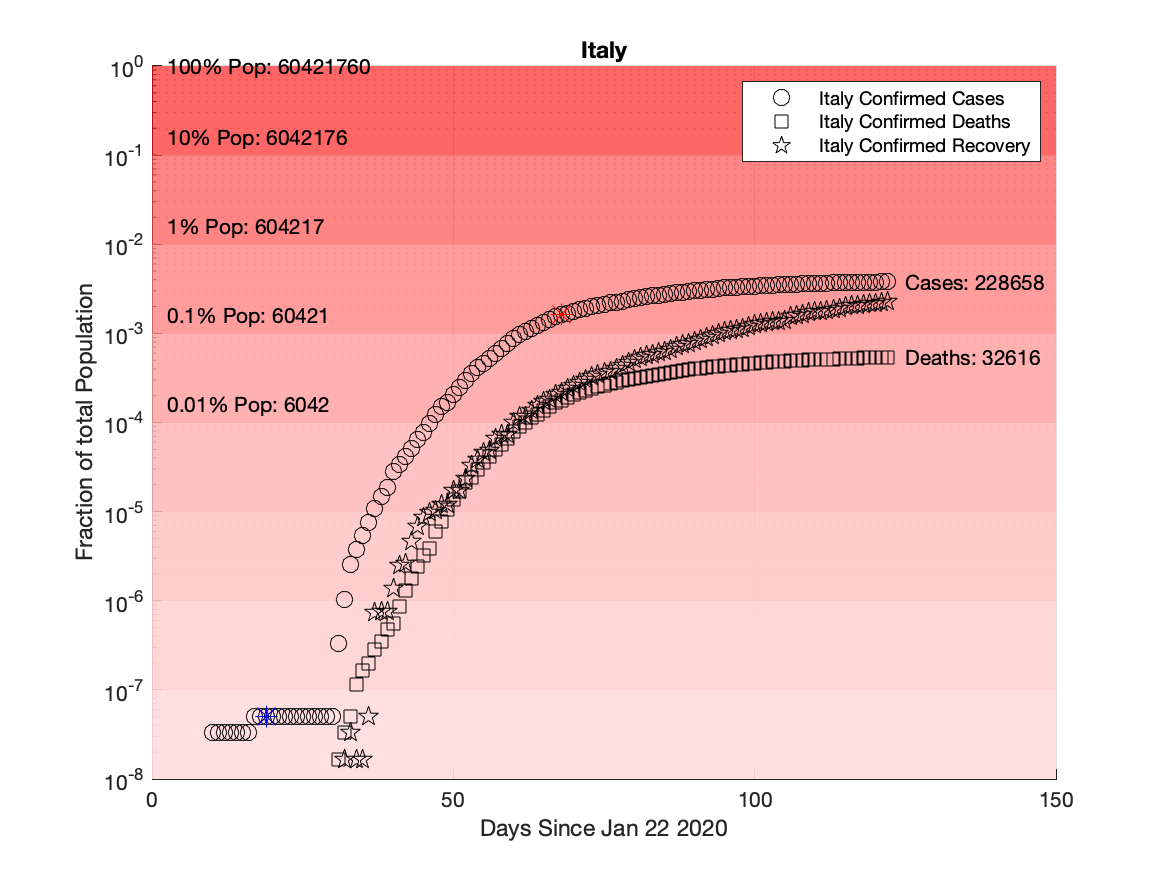 Italy
10^0
100% Pop: 60421760
Italy Confirmed Cases
Italy Confirmed Deaths
Italy Confirmed Recovery
10% Pop: 6042176
10^-1
1% Pop: 604217
10^-2
Cases: 228658
0.1% Pop: 60421
10^-3
Deaths: 32616
0.01% Pop: 6042
10^-4
10^-5
10^-6
10^-7
10^-8
Fraction of total Population
0 50 100 150
Days Since Jan 22 2020